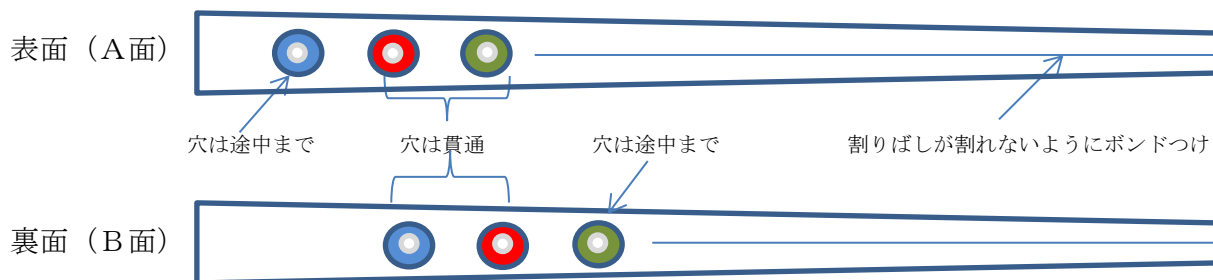 表面（A面）
穴は途中まで
穴は貫通
穴は途中まで
割りばしが割れないようにボンドつけ
裏面（B面）